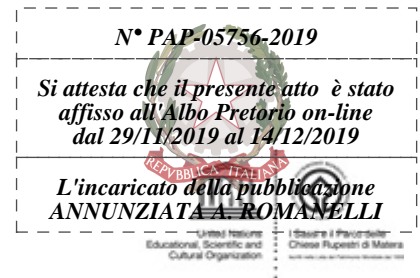 N° PAP-05756-2019
Si attesta che il presente atto è stato
affisso all'Albo Pretorio on-line
dal 29/11/2019 al 14/12/2019
REPVBBLICA ITALIANA
L'incaricato della pubblicazione
ANNUNZIATA A. ROMANELLI
United Nations
Educational, Scientific and
Cultural Organization
I Sassi e il Parco delle
Chiese Rupestri di Matera